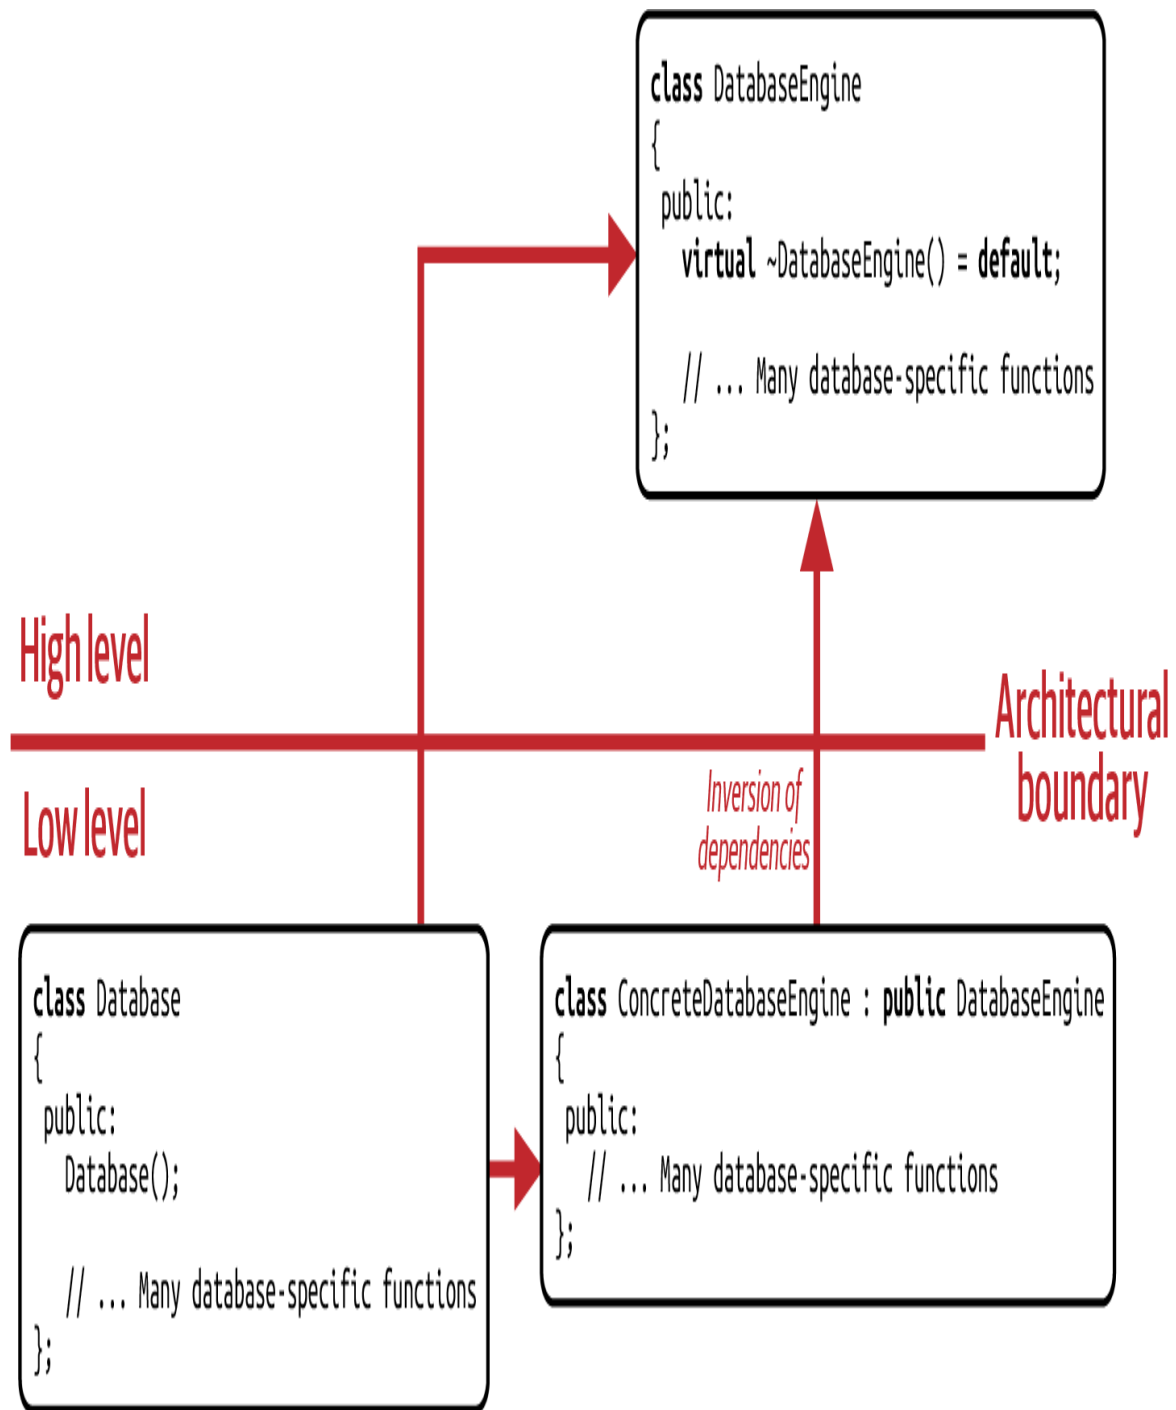 class DatabaseEngine
{
public:
virtual ~DatabaseEngine() = default;
// ... Many database-specific functions
};
High level
Architectural
boundary
Low level
Inversion of
dependencies
class Database
{
public:
Database();
// ... Many database-specific functions
};
class ConcreteDatabaseEngine : public DatabaseEngine
{
public:
// ... Many database-specific functions
};